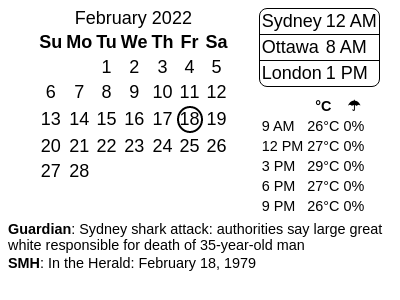 February 2022
Su Mo Tu We Th Fr Sa
1 2 3 4 5
6 7 8 9 10 11 12
13 14 15 16 17 18 19
20 21 22 23 24 25 26
27 28
Sydney 12 AM
Ottawa 8 AM
London 1 PM
°C ☂
9 AM 26°C 0%
12 PM 27°C 0%
3 PM 29°C 0%
6 PM 27°C 0%
9 PM 26°C 0%
Guardian: Sydney shark attack: authorities say large great
white responsible for death of 35-year-old man
SMH: In the Herald: February 18, 1979